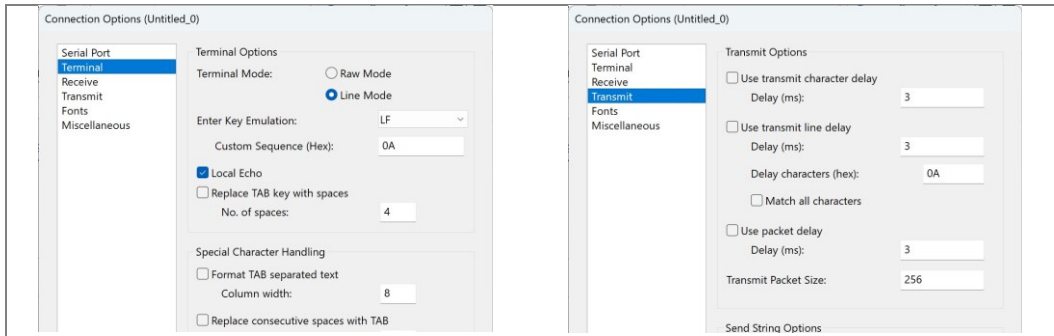 Connection Options (Untitled_0)
Serial Port
Terminal
Receive
Transmit
Fonts
Miscellaneous
Terminal Options
Terminal Mode:
Raw Mode
Line Mode
Enter Key Emulation: LF
Custom Sequence (Hex): 0A
Local Echo
Replace TAB key with spaces
No. of spaces: 4
Special Character Handling
Format TAB separated text
Column width: 8
Replace consecutive spaces with TAB
Connection Options (Untitled_0)
Serial Port
Terminal
Receive
Transmit
Fonts
Miscellaneous
Transmit Options
Use transmit character delay
Delay (ms): 3
Use transmit line delay
Delay (ms): 3
Delay characters (hex): 0A
Match all characters
Use packet delay
Delay (ms): 3
Transmit Packet Size: 256
Send String Options